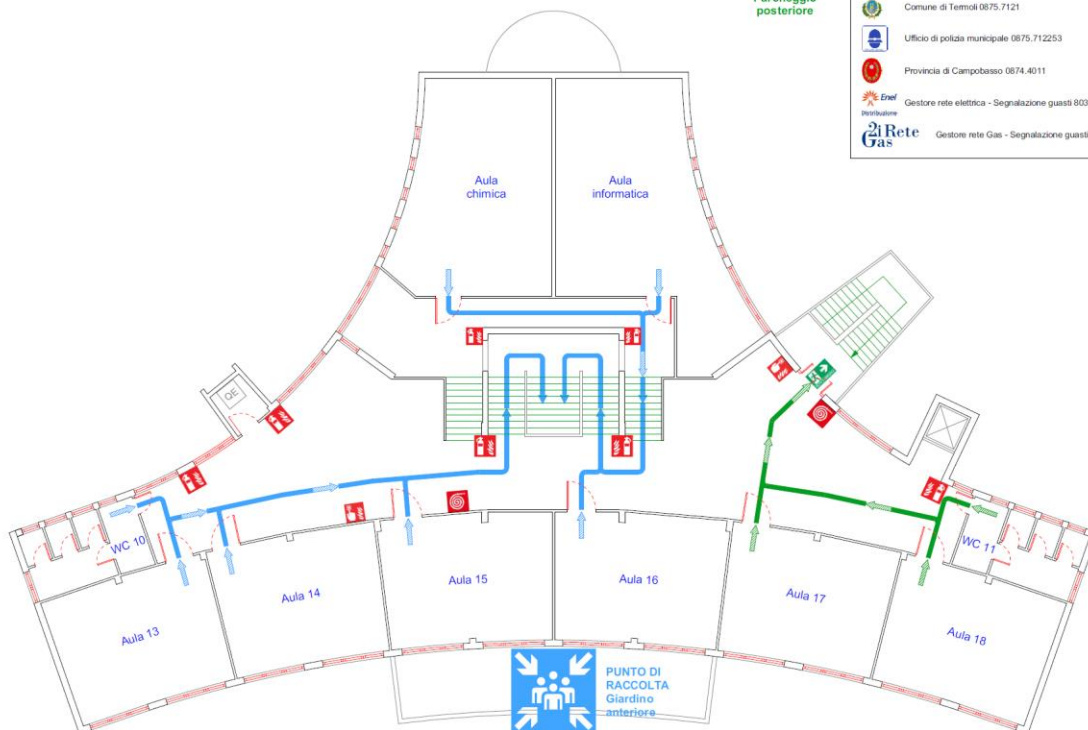 posteriore
Comune di Termoli 0875.7121
Ufficio di polizia municipale 0875.712253
Provincia di Campobasso 0874.4011
Enel
Distribuzione
Gestore rete elettrica - Segnalazione guasti 803
2i Rete
Gas
Gestore rete Gas - Segnalazione guasti
Aula
chimica
Aula
informatica
QE
WC 10
WC 11
Aula 13
Aula 14
Aula 15
Aula 16
Aula 17
Aula 18
PUNTO DI
RACCOLTA
Giardino
anteriore